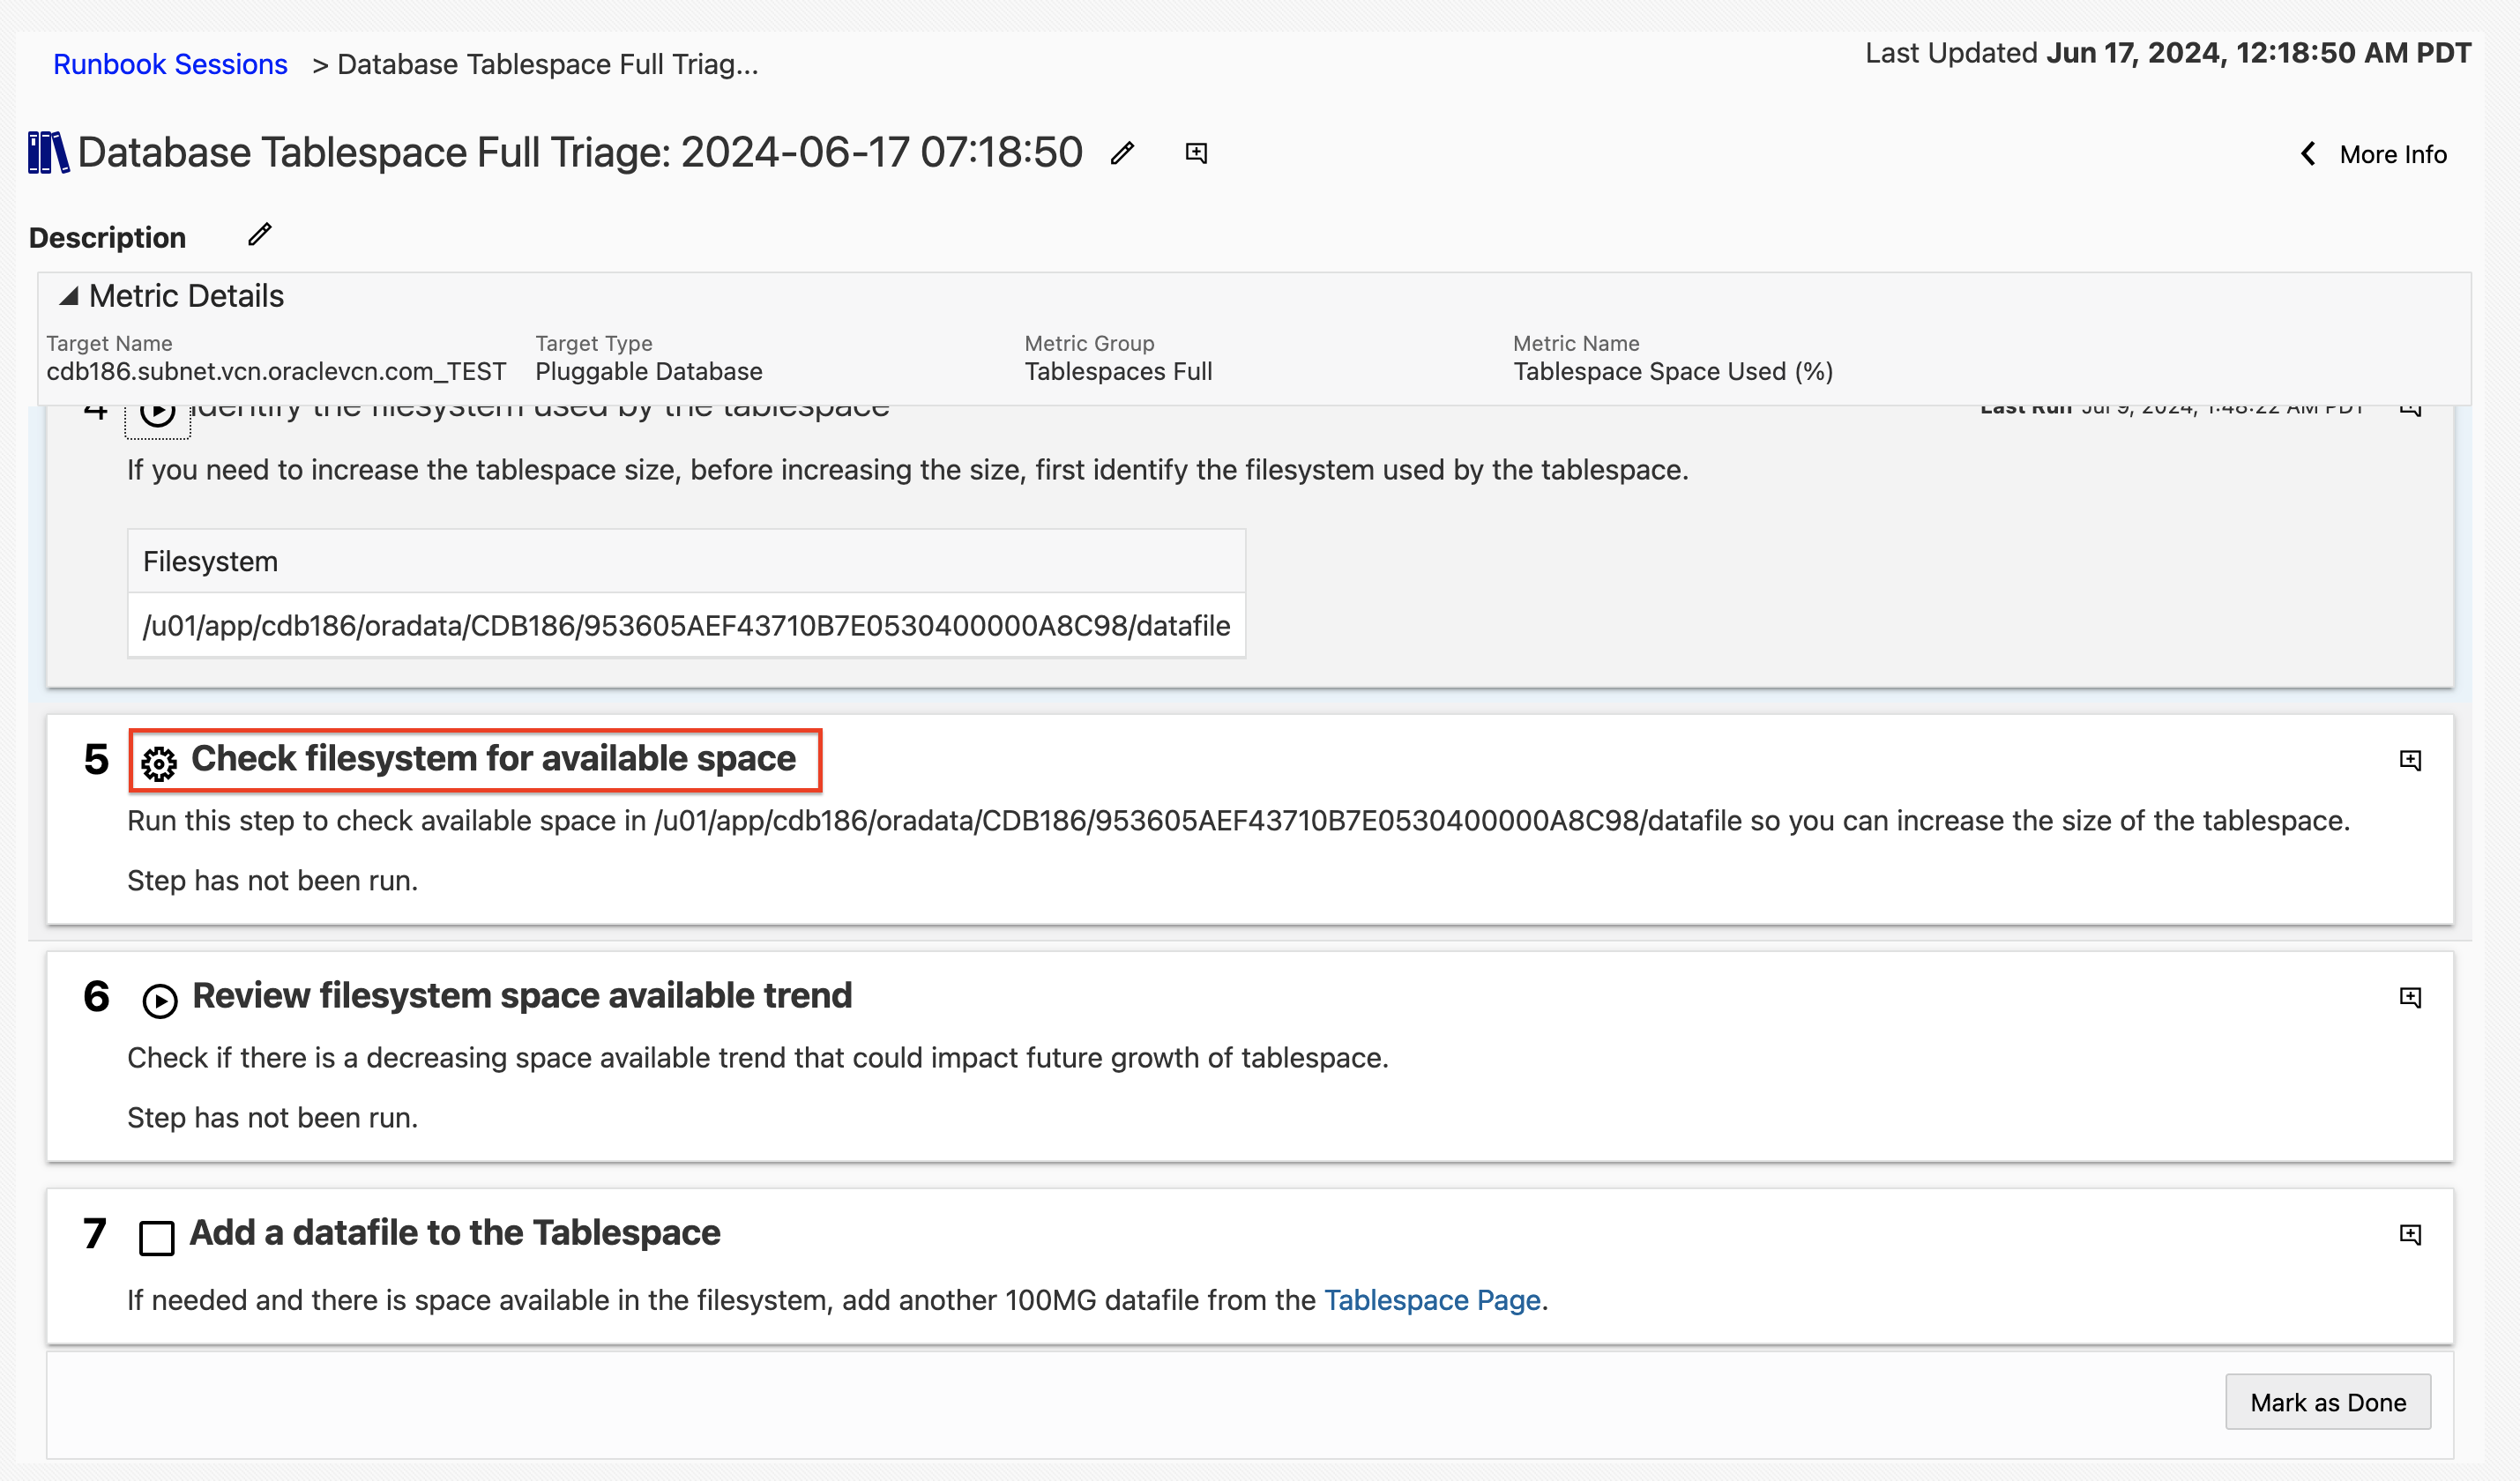 Runbook Sessions > Database Tablespace Full Triag...
Last Updated Jun 17, 2024, 12:18:50 AM PDT
Database Tablespace Full Triage: 2024-06-17 07:18:50
More Info
Description
Metric Details
Target Name Target Type Metric Group Metric Name
cdb186.subnet.vcn.oraclevcn.com_TEST Pluggable Database Tablespaces Full Tablespace Space Used (%)
4 Identify the filesystem used by the tablespace Last Run Jul 9, 2024, 1:48:22 AM PDT
If you need to increase the tablespace size, before increasing the size, first identify the filesystem used by the tablespace.
Filesystem
/u01/app/cdb186/oradata/CDB186/953605AEF43710B7E0530400000A8C98/datafile
5 Check filesystem for available space
Run this step to check available space in /u01/app/cdb186/oradata/CDB186/953605AEF43710B7E0530400000A8C98/datafile so you can increase the size of the tablespace.
Step has not been run.
6 Review filesystem space available trend
Check if there is a decreasing space available trend that could impact future growth of tablespace.
Step has not been run.
7 Add a datafile to the Tablespace
If needed and there is space available in the filesystem, add another 100MG datafile from the Tablespace Page.
Mark as Done